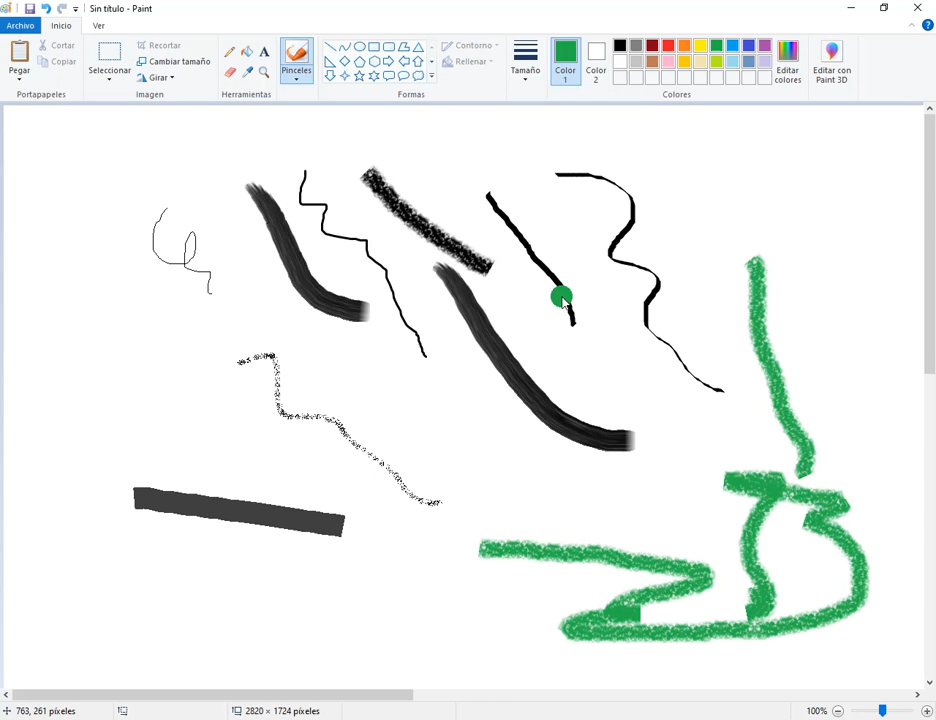 Sin título - Paint
Archivo Inicio Ver
Pegar
Cortar
Copiar
Portapapeles
Seleccionar
Recortar
Cambiar tamaño
Girar
Imagen
A
Herramientas
Pinceles
Contorno
Rellenar
Formas
Tamaño
Color 1
Color 2
Editar colores
Colores
Editar con Paint 3D
763, 261 píxeles
2820 × 1724 píxeles
100%